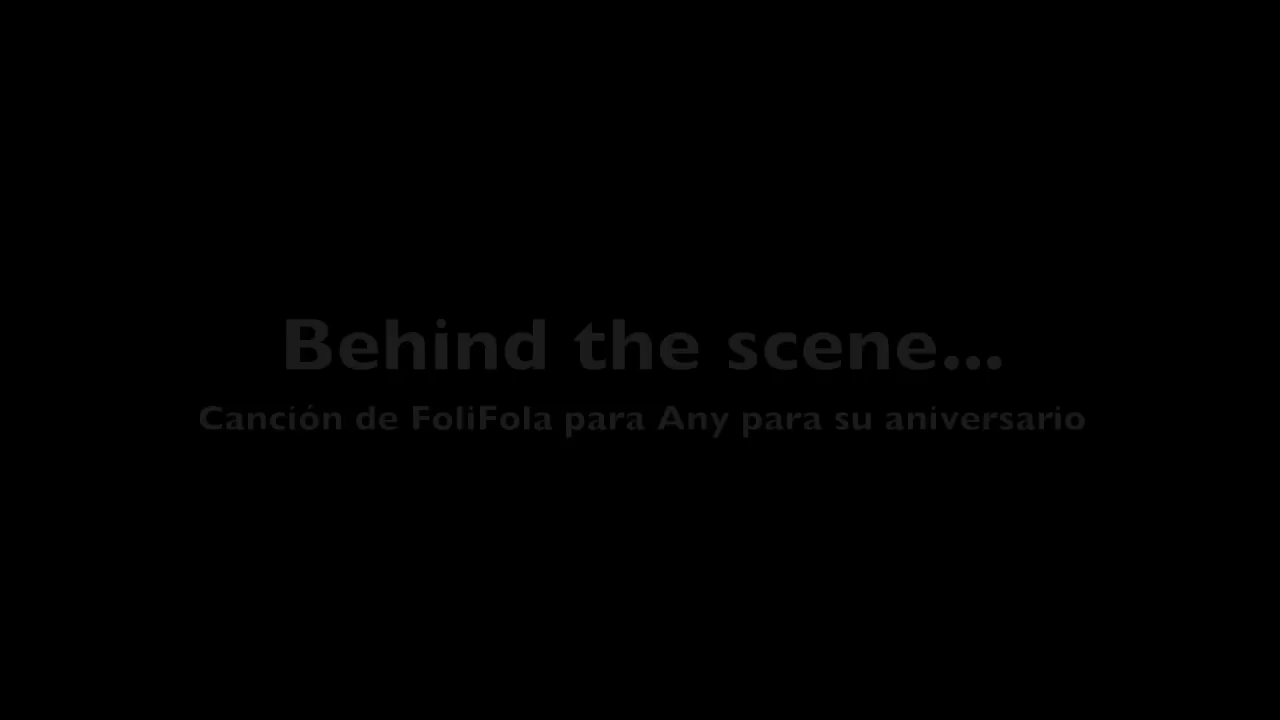 Behind the scene...
Canción de FoliFola para Any para su aniversario